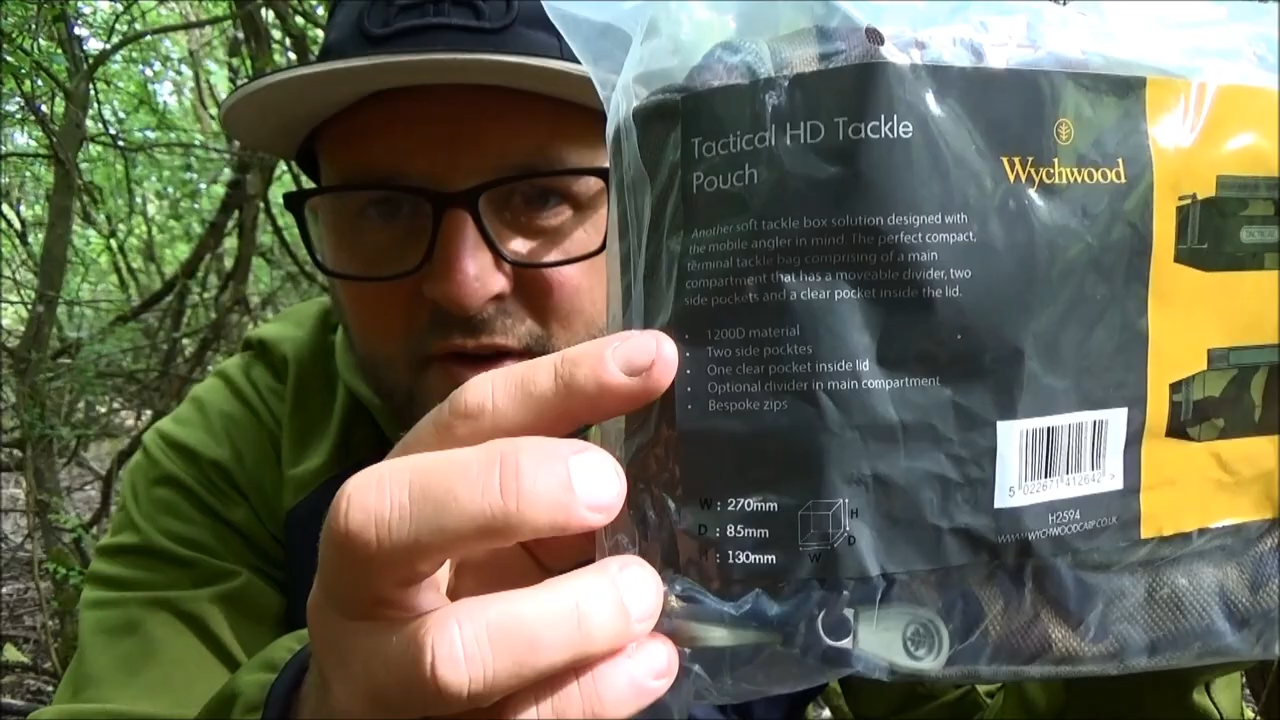 Tactical HD Tackle
Pouch
Wychwood
Another soft tackle box solution designed with
the mobile angler in mind. The perfect compact,
terminal tackle bag comprising of a main
compartment that has a moveable divider, two
side pockets and a clear pocket inside the lid.
• 1200D material
• Two side pocktes
• One clear pocket inside lid
• Optional divider in main compartment
• Bespoke zips
W : 270mm
D : 85mm
H : 130mm
H
D
W
5 022871 412642 >
H2594
WWW.WYCHWOODCARP.CO.UK
TACTICAL